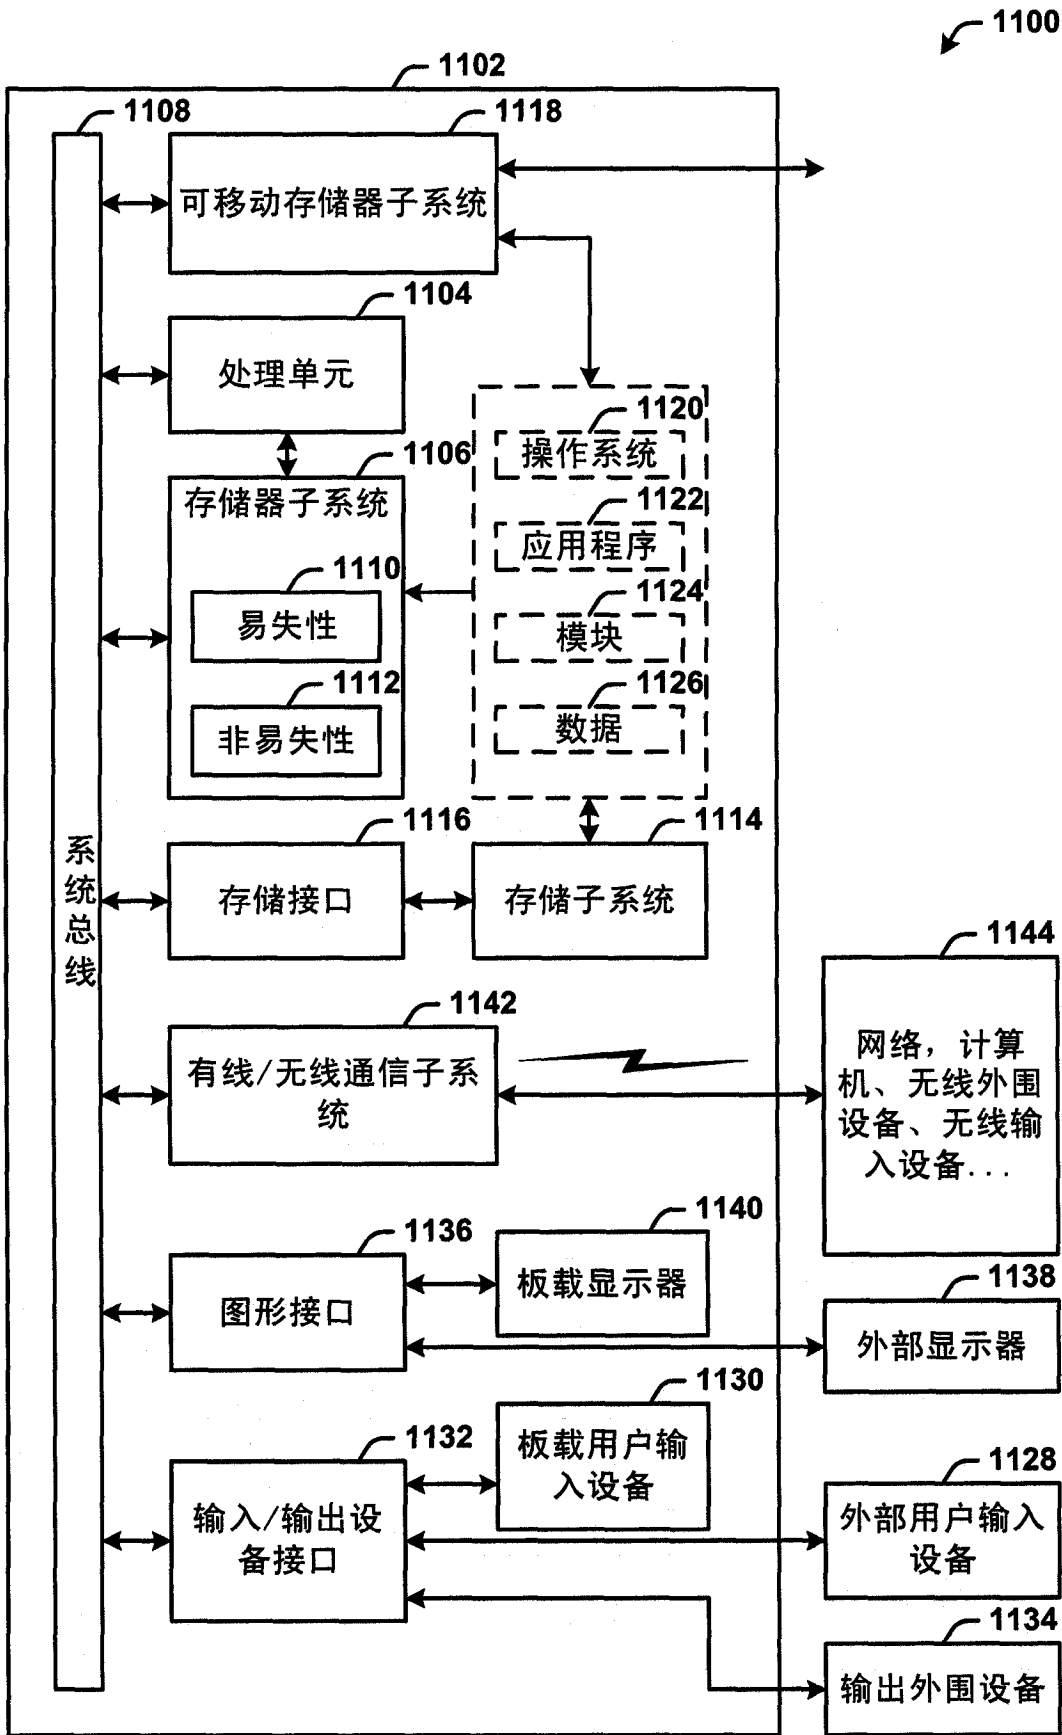 1100
1102
1108
1118
可移动存储器子系统
1104
处理单元
1120
操作系统
1106
存储器子系统
1122
应用程序
1110
易失性
1124
模块
1112
非易失性
1126
数据
系统总线
1116
存储接口
1114
存储子系统
1144
网络，计算
机、无线外围
设备、无线输
入设备...
1142
有线/无线通信子系
统
1140
板载显示器
1136
图形接口
1138
外部显示器
1130
板载用户输
入设备
1132
输入/输出设
备接口
1128
外部用户输入
设备
1134
输出外围设备